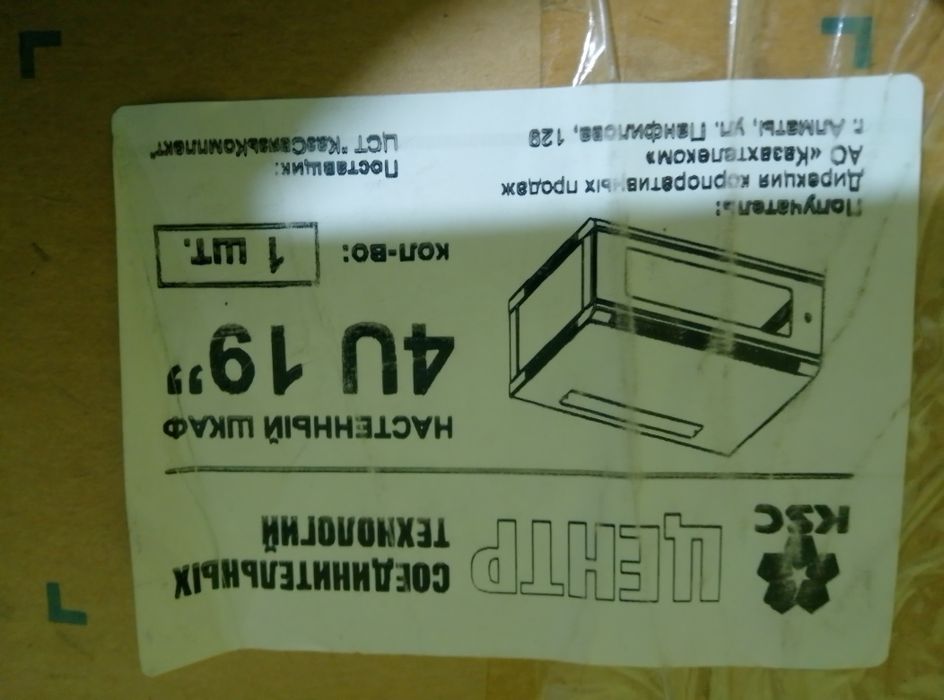 KSC
ЦЕНТР
СОЕДИНИТЕЛЬНЫХ
ТЕХНОЛОГИЙ
НАСТЕННЫЙ ШКАФ
4U 19”
КОЛ-ВО:
1 ШТ.
Получатель:
Дирекция корпоративных продаж
АО «Казахтелеком»
г. Алматы, ул. Панфилова, 129
Поставщик:
ЦСТ "КазСвязьКомплект"